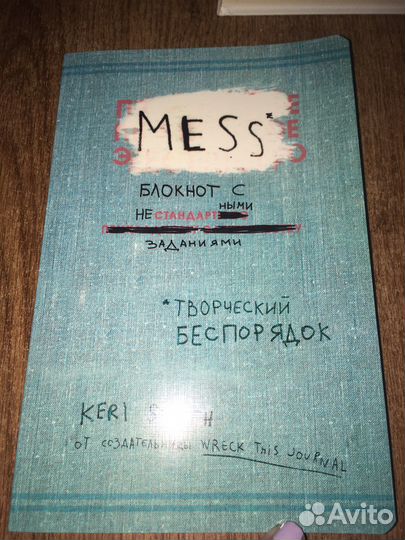 MESS*
БЛОКНОТ С
НЕСТАНДАРТНЫМИ
ЗАДАНИЯМИ
*ТВОРЧЕСКИЙ
БЕСПОРЯДОК
KERI
ОТ СОЗДАТЕЛЬНИЦЫ WRECK THIS JOURNAL
Avito